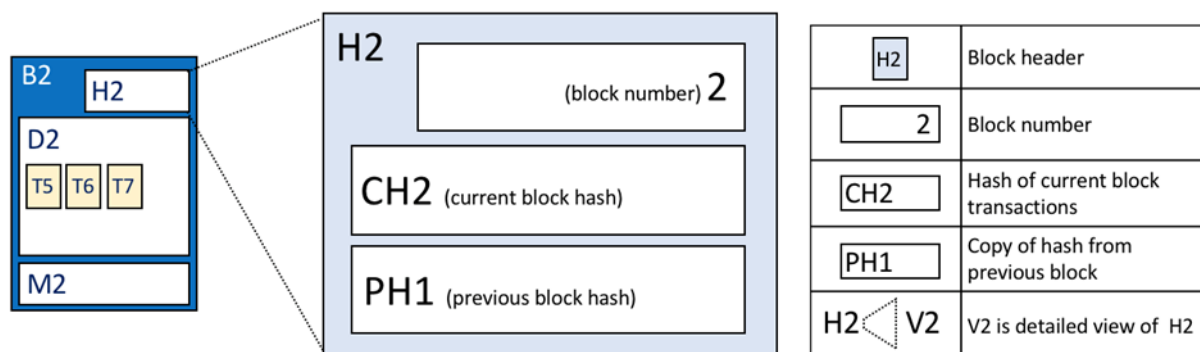 B2
H2
D2
T5 T6 T7
M2
H2
(block number) 2
CH2 (current block hash)
PH1 (previous block hash)
H2 Block header
2 Block number
CH2 Hash of current block
transactions
PH1 Copy of hash from
previous block
H2 V2 V2 is detailed view of H2